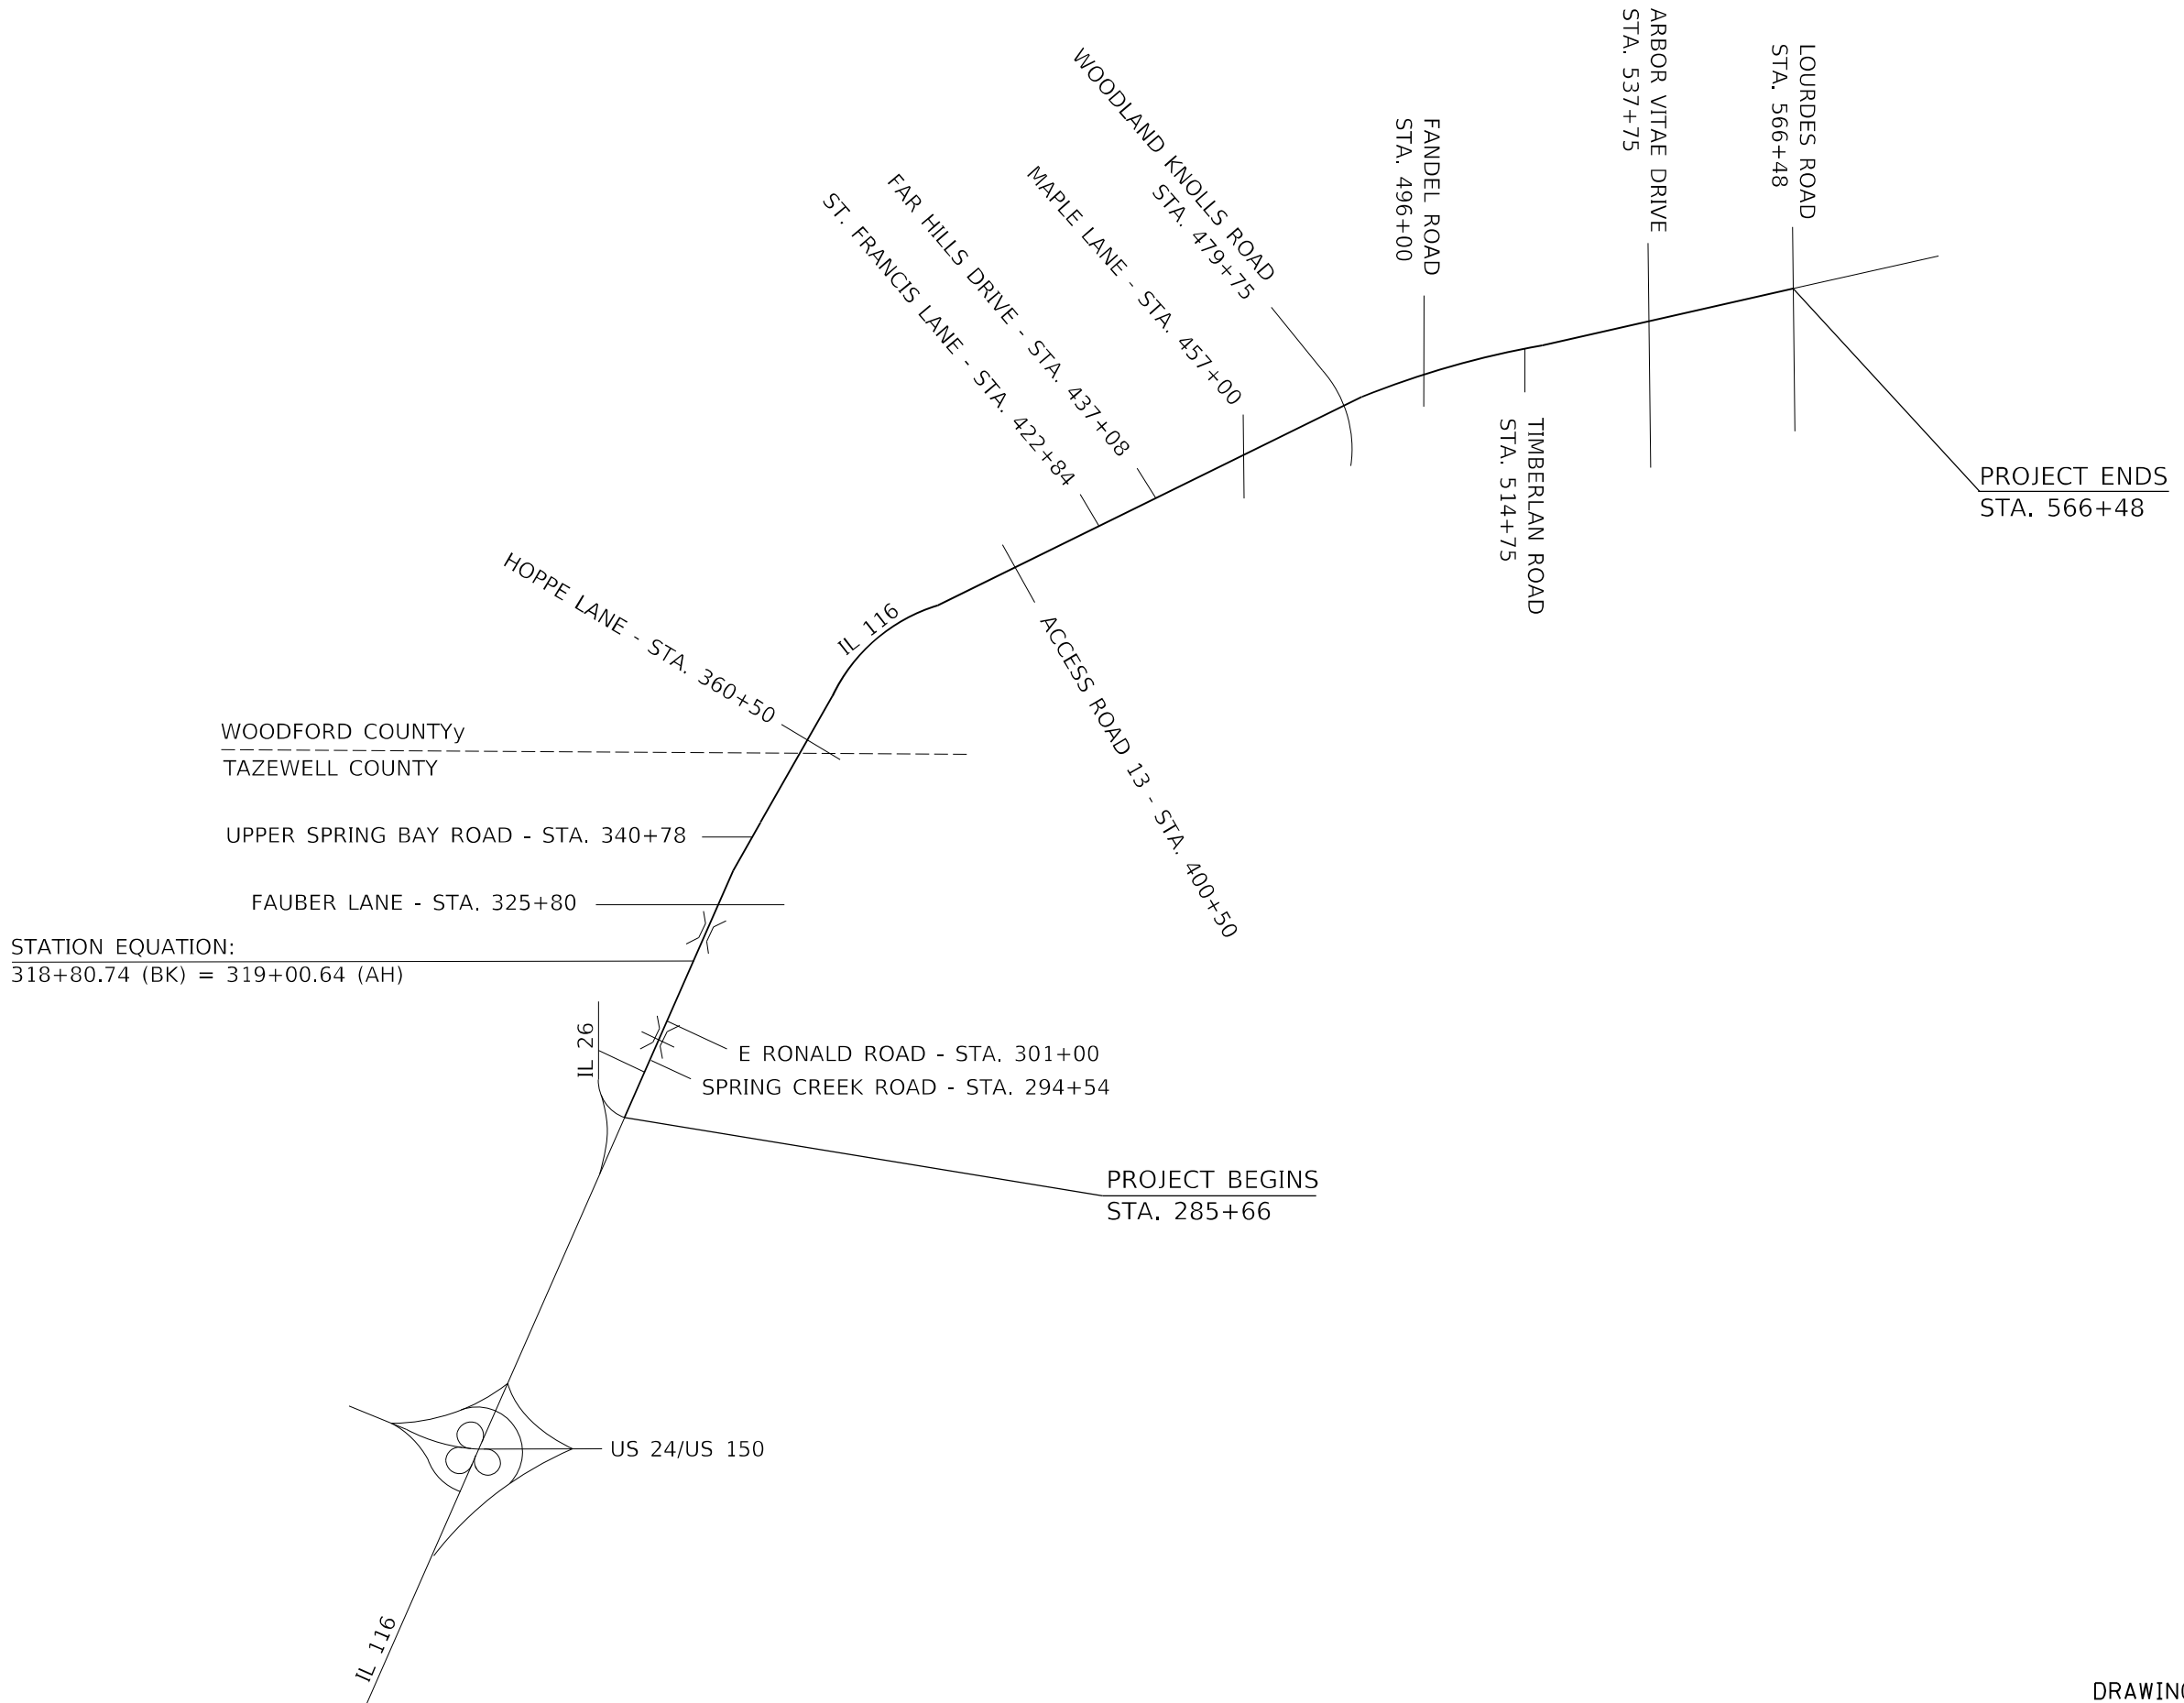 ARBOR VITAE DRIVE
STA. 537+75
LOURDES ROAD
STA. 566+48
WOODLAND KNOLLS ROAD
STA. 479+75
FANDEL ROAD
STA. 496+00
MAPLE LANE - STA. 457+00
FAR HILLS DRIVE - STA. 437+08
ST. FRANCIS LANE - STA. 422+84
TIMBERLAN ROAD
STA. 514+75
PROJECT ENDS
STA. 566+48
HOPPE LANE - STA. 360+50
IL 116
ACCESS ROAD 13 - STA. 400+50
WOODFORD COUNTYy
TAZEWELL COUNTY
UPPER SPRING BAY ROAD - STA. 340+78
FAUBER LANE - STA. 325+80
STATION EQUATION:
318+80.74 (BK) = 319+00.64 (AH)
IL 26
E RONALD ROAD - STA. 301+00
SPRING CREEK ROAD - STA. 294+54
PROJECT BEGINS
STA. 285+66
US 24/US 150
IL 116